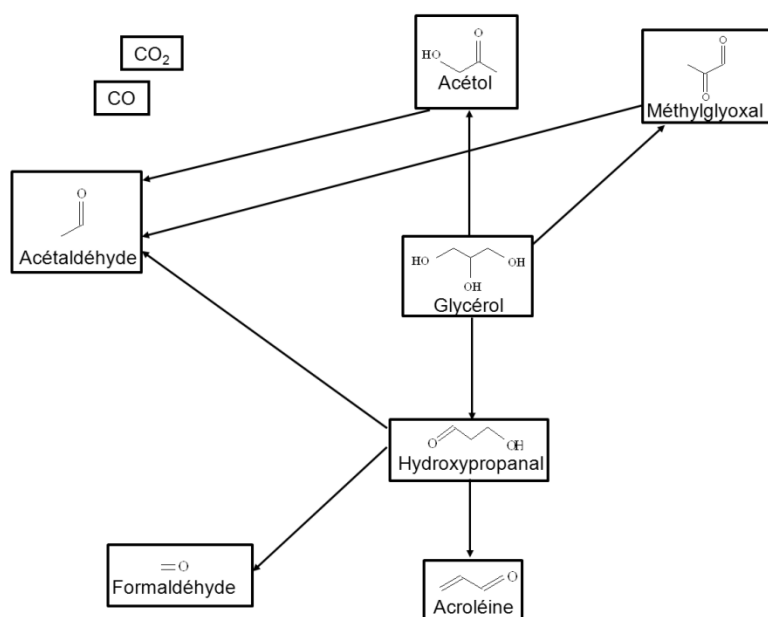 CO₂
CO
O
HO
Acétol
O
O
Méthylglyoxal
O
Acétaldéhyde
HO
OH
OH
Glycérol
O
OH
Hydroxypropanal
O
Formaldéhyde
O
Acroléine